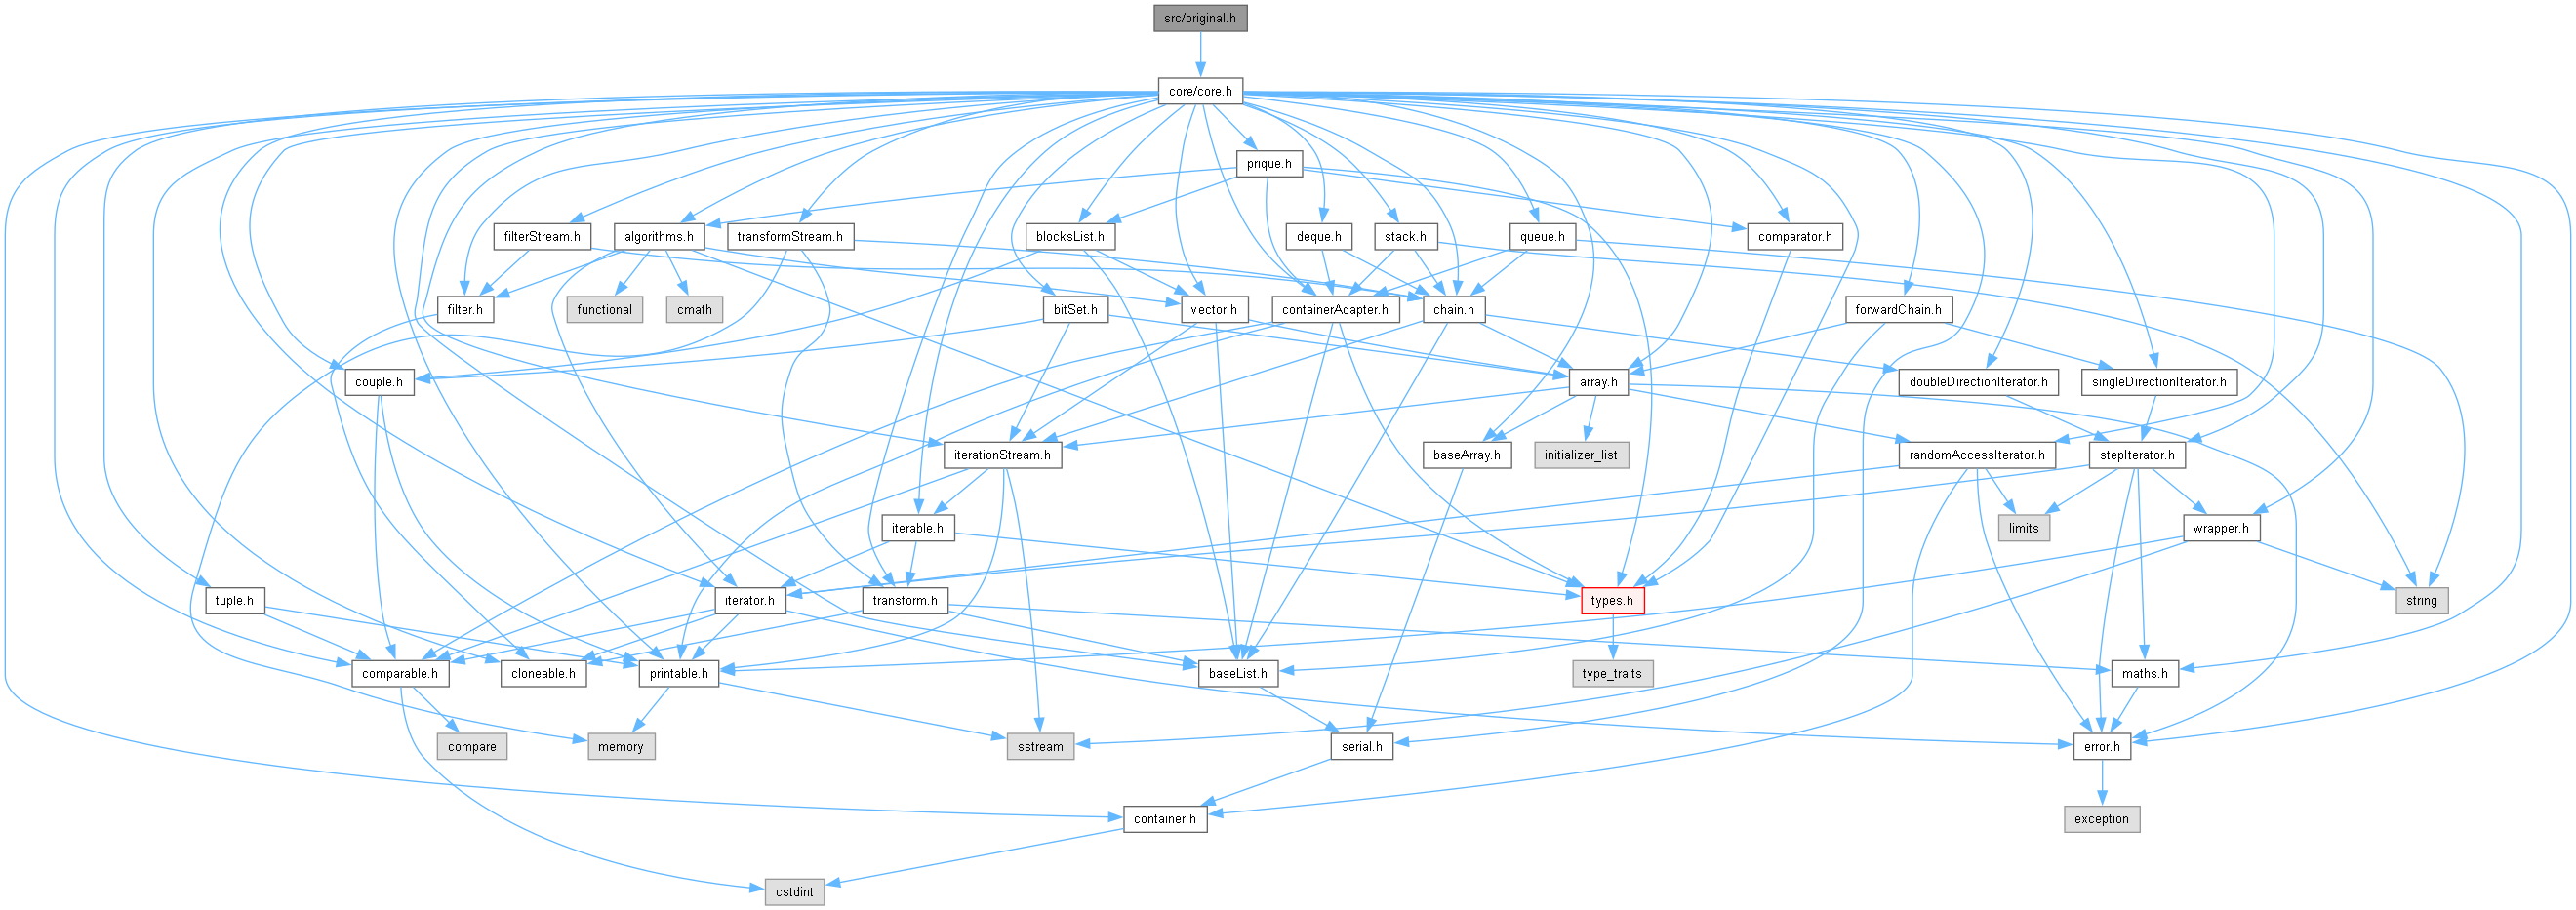 src/original.h
core/core.h
prique.h
filterStream.h
algorithms.h
transformStream.h
blocksList.h
deque.h
stack.h
queue.h
comparator.h
filter.h
functional
cmath
bitSet.h
vector.h
containerAdapter.h
chain.h
forwardChain.h
couple.h
array.h
doubleDirectionIterator.h
singleDirectionIterator.h
iterationStream.h
baseArray.h
initializer_list
randomAccessIterator.h
stepIterator.h
iterable.h
limits
wrapper.h
tuple.h
iterator.h
transform.h
types.h
string
comparable.h
cloneable.h
printable.h
baseList.h
type_traits
maths.h
compare
memory
sstream
serial.h
error.h
container.h
exception
cstdint